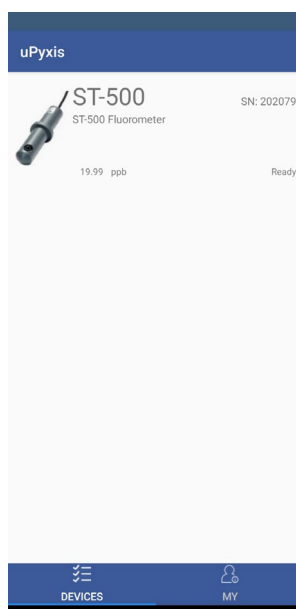 uPyxis
ST-500
SN: 202079
ST-500 Fluorometer
19.99 ppb
Ready
DEVICES
MY